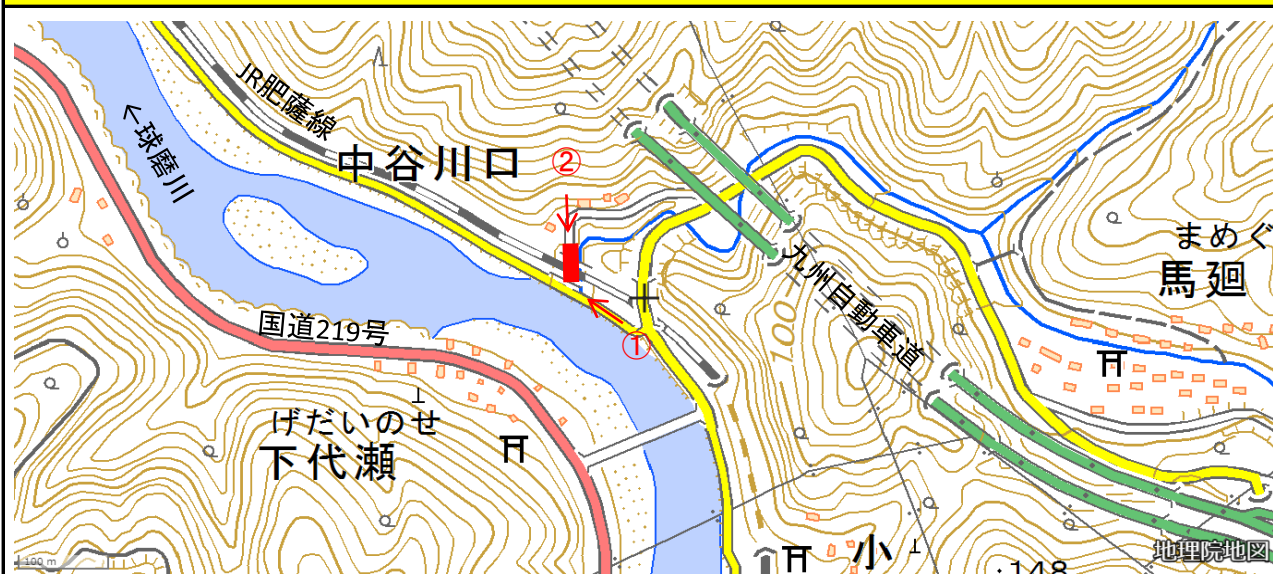 JR肥薩線
←球磨川
中谷川口
②
まめぐ
馬廻
九州自動車道
100
国道219号
①
げだいのせ
下代瀬
小
・148
100 m
地理院地図